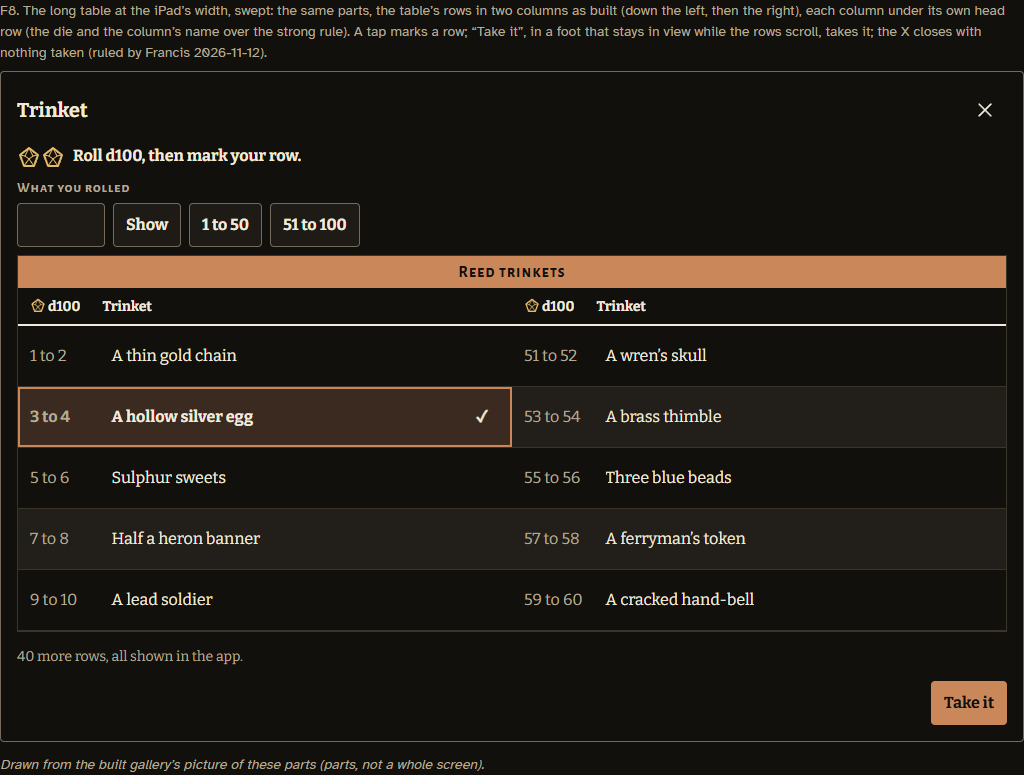 F8. The long table at the iPad's width, swept: the same parts, the table's rows in two columns as built (down the left, then the right), each column under its own head
row (the die and the column's name over the strong rule). A tap marks a row; “Take it”, in a foot that stays in view while the rows scroll, takes it; the X closes with
nothing taken (ruled by Francis 2026-11-12).
Trinket
Roll d100, then mark your row.
What you rolled
Show 1 to 50 51 to 100
Reed trinkets
d100 Trinket d100 Trinket
1 to 2 A thin gold chain 51 to 52 A wren's skull
3 to 4 A hollow silver egg ✓ 53 to 54 A brass thimble
5 to 6 Sulphur sweets 55 to 56 Three blue beads
7 to 8 Half a heron banner 57 to 58 A ferryman's token
9 to 10 A lead soldier 59 to 60 A cracked hand-bell
40 more rows, all shown in the app.
Take it
Drawn from the built gallery's picture of these parts (parts, not a whole screen).